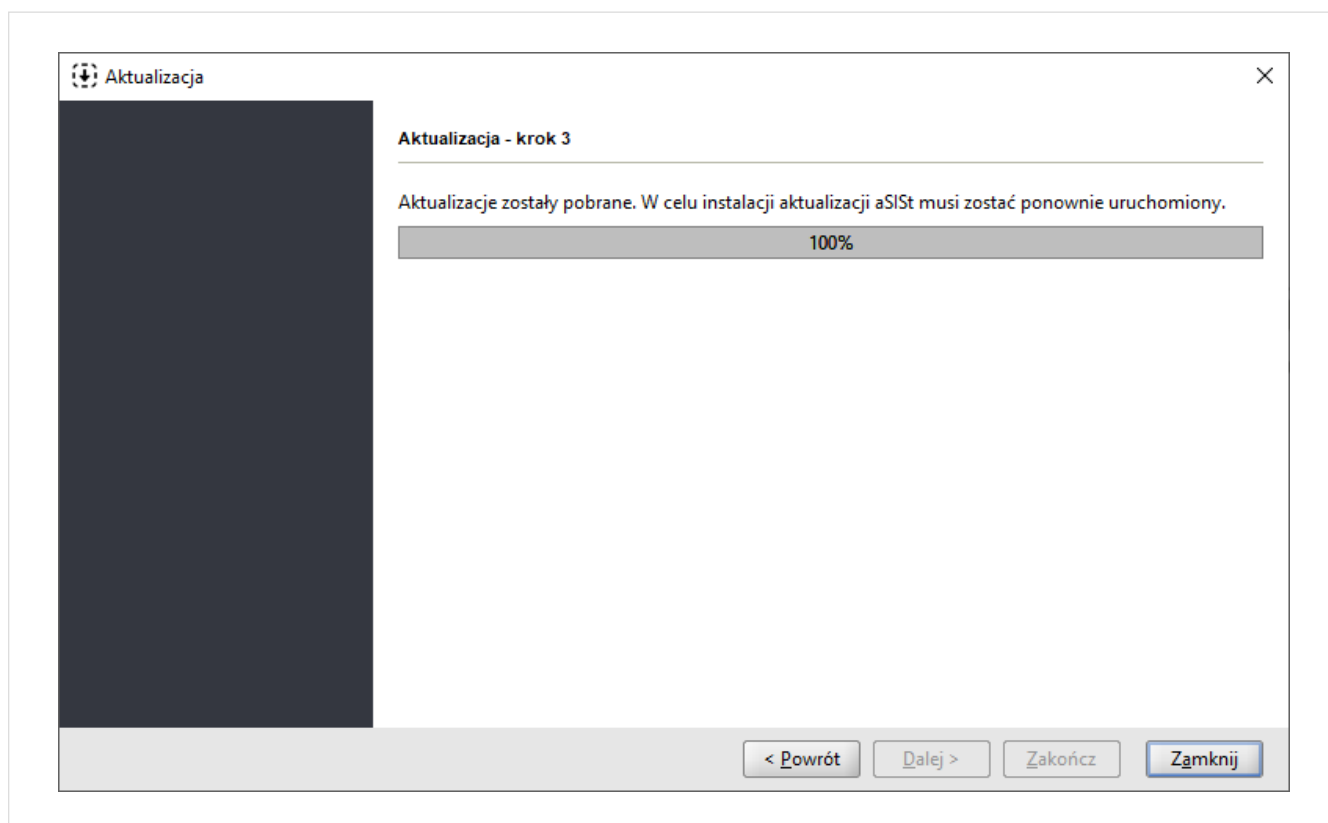 Aktualizacja
Aktualizacja - krok 3
Aktualizacje zostały pobrane. W celu instalacji aktualizacji aSISt musi zostać ponownie uruchomiony.
100%
< Powrót
Dalej >
Zakończ
Zamknij